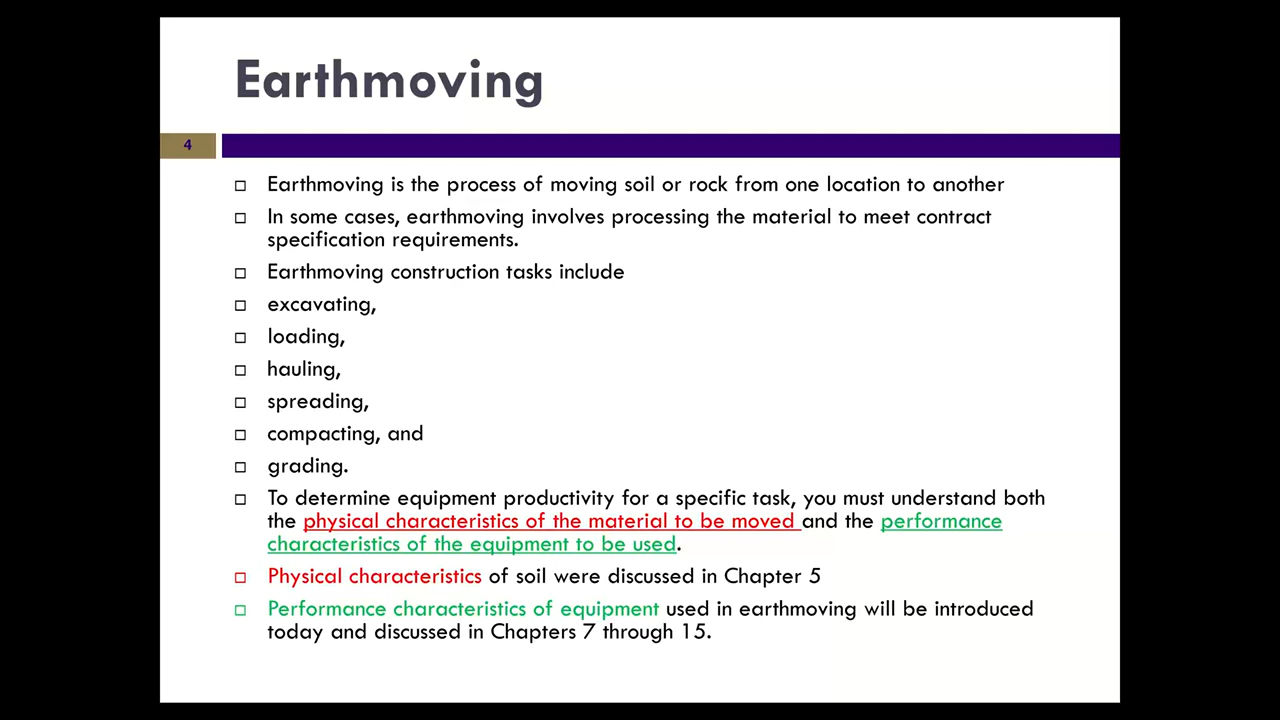 Earthmoving
4
Earthmoving is the process of moving soil or rock from one location to another
In some cases, earthmoving involves processing the material to meet contract
specification requirements.
Earthmoving construction tasks include
excavating,
loading,
hauling,
spreading,
compacting, and
grading.
To determine equipment productivity for a specific task, you must understand both
the physical characteristics of the material to be moved and the performance
characteristics of the equipment to be used.
Physical characteristics of soil were discussed in Chapter 5
Performance characteristics of equipment used in earthmoving will be introduced
today and discussed in Chapters 7 through 15.